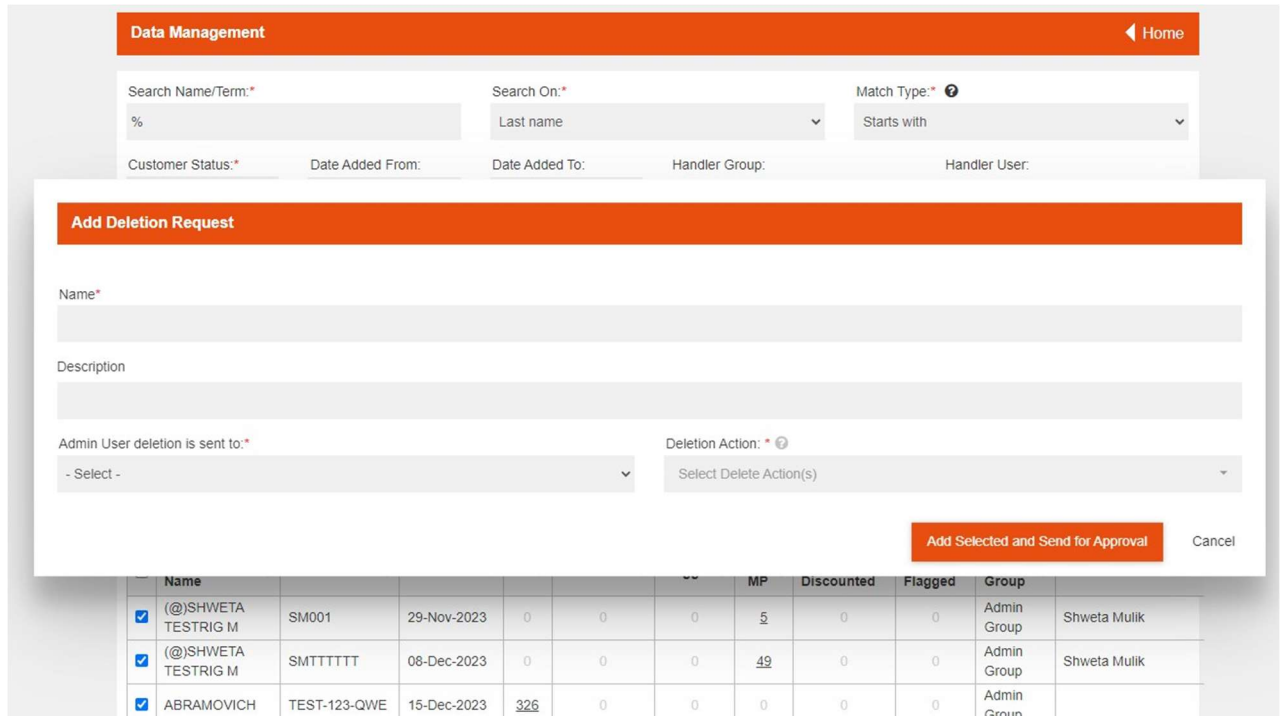 Data Management Home
Search Name/Term:* Search On:* Match Type:*
% Last name Starts with
Customer Status:* Date Added From: Date Added To: Handler Group: Handler User:
Add Deletion Request
Name*
Description
Admin User deletion is sent to:* Deletion Action: *
- Select - Select Delete Action(s)
Add Selected and Send for Approval Cancel
Name MP Discounted Flagged Group
(@)SHWETA Admin
SM001 29-Nov-2023 0 0 0 5 0 0 Shweta Mulik
TESTRIG M Group
(@)SHWETA Admin
SMTTTTTT 08-Dec-2023 0 0 0 49 0 0 Shweta Mulik
TESTRIG M Group
Admin
ABRAMOVICH TEST-123-QWE 15-Dec-2023 326 0 0 0 0 0
Group